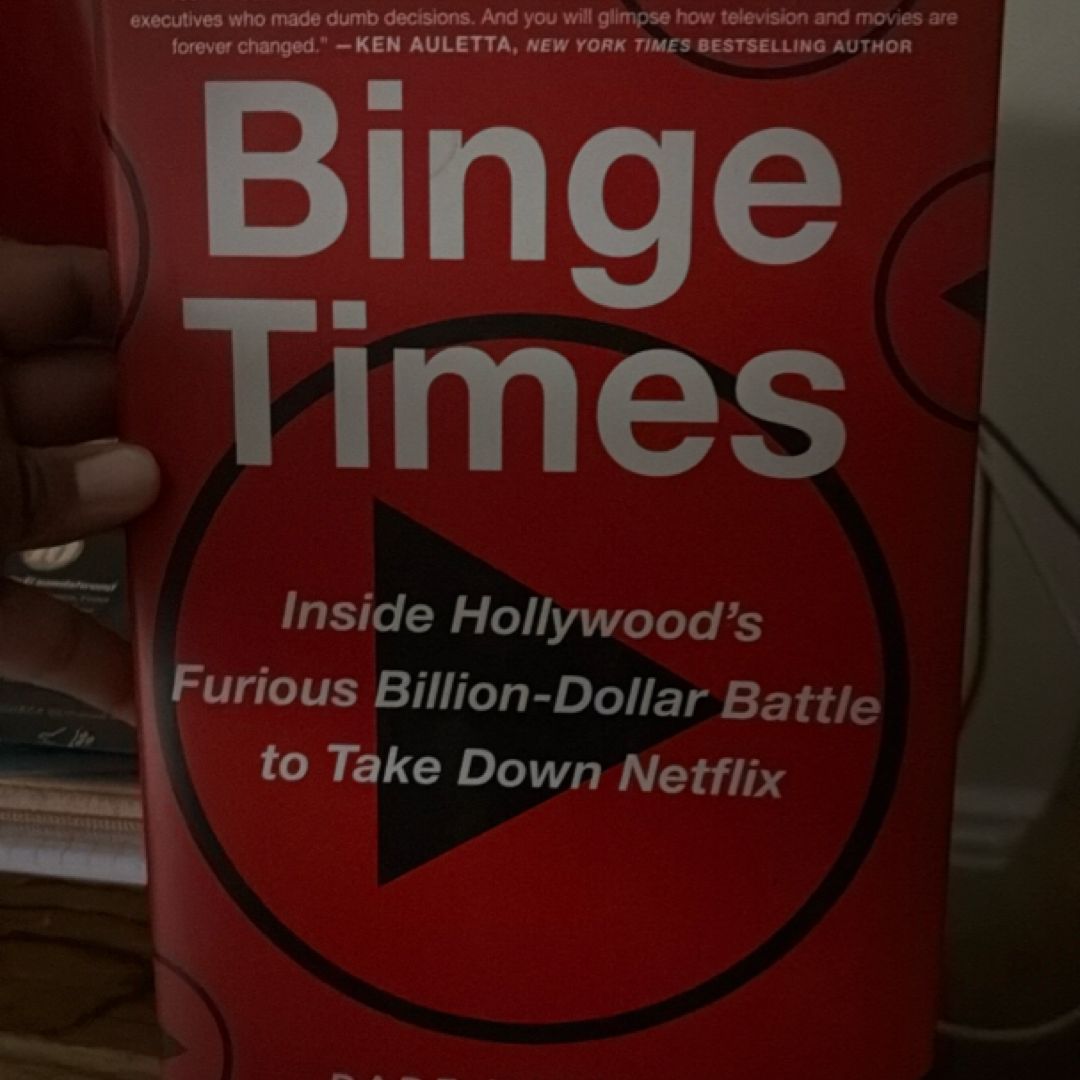 executives who made dumb decisions. And you will glimpse how television and movies are
forever changed." —KEN AULETTA, NEW YORK TIMES BESTSELLING AUTHOR
Binge
Times
Inside Hollywood's
Furious Billion-Dollar Battle
to Take Down Netflix